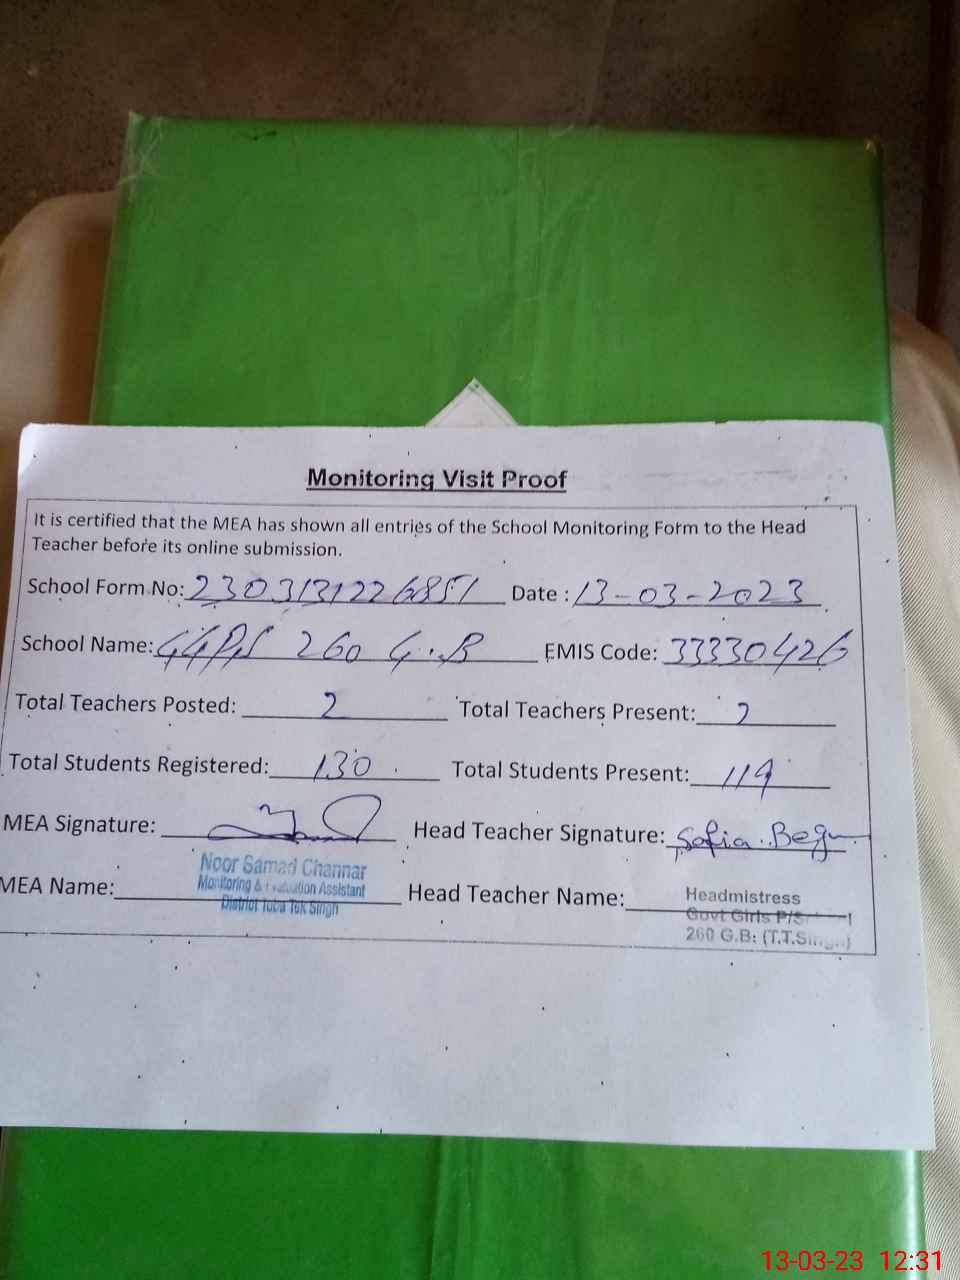 Monitoring Visit Proof
It is certified that the MEA has shown all entries of the School Monitoring Form to the Head
Teacher before its online submission.
School Form No: 2303131226851 Date : 13-03-2023
School Name: GGPS 260 G.B EMIS Code: 33330426
Total Teachers Posted: 2 Total Teachers Present: 2
Total Students Registered: 130 Total Students Present: 119
MEA Signature: Head Teacher Signature: Sofia Begum
Noor Samad Channar
Monitoring & Evaluation Assistant
District Toba Tek Singh
MEA Name: Head Teacher Name:
Headmistress
Govt Girls P/School
260 G.B: (T.T.Singh)
13-03-23 12:31